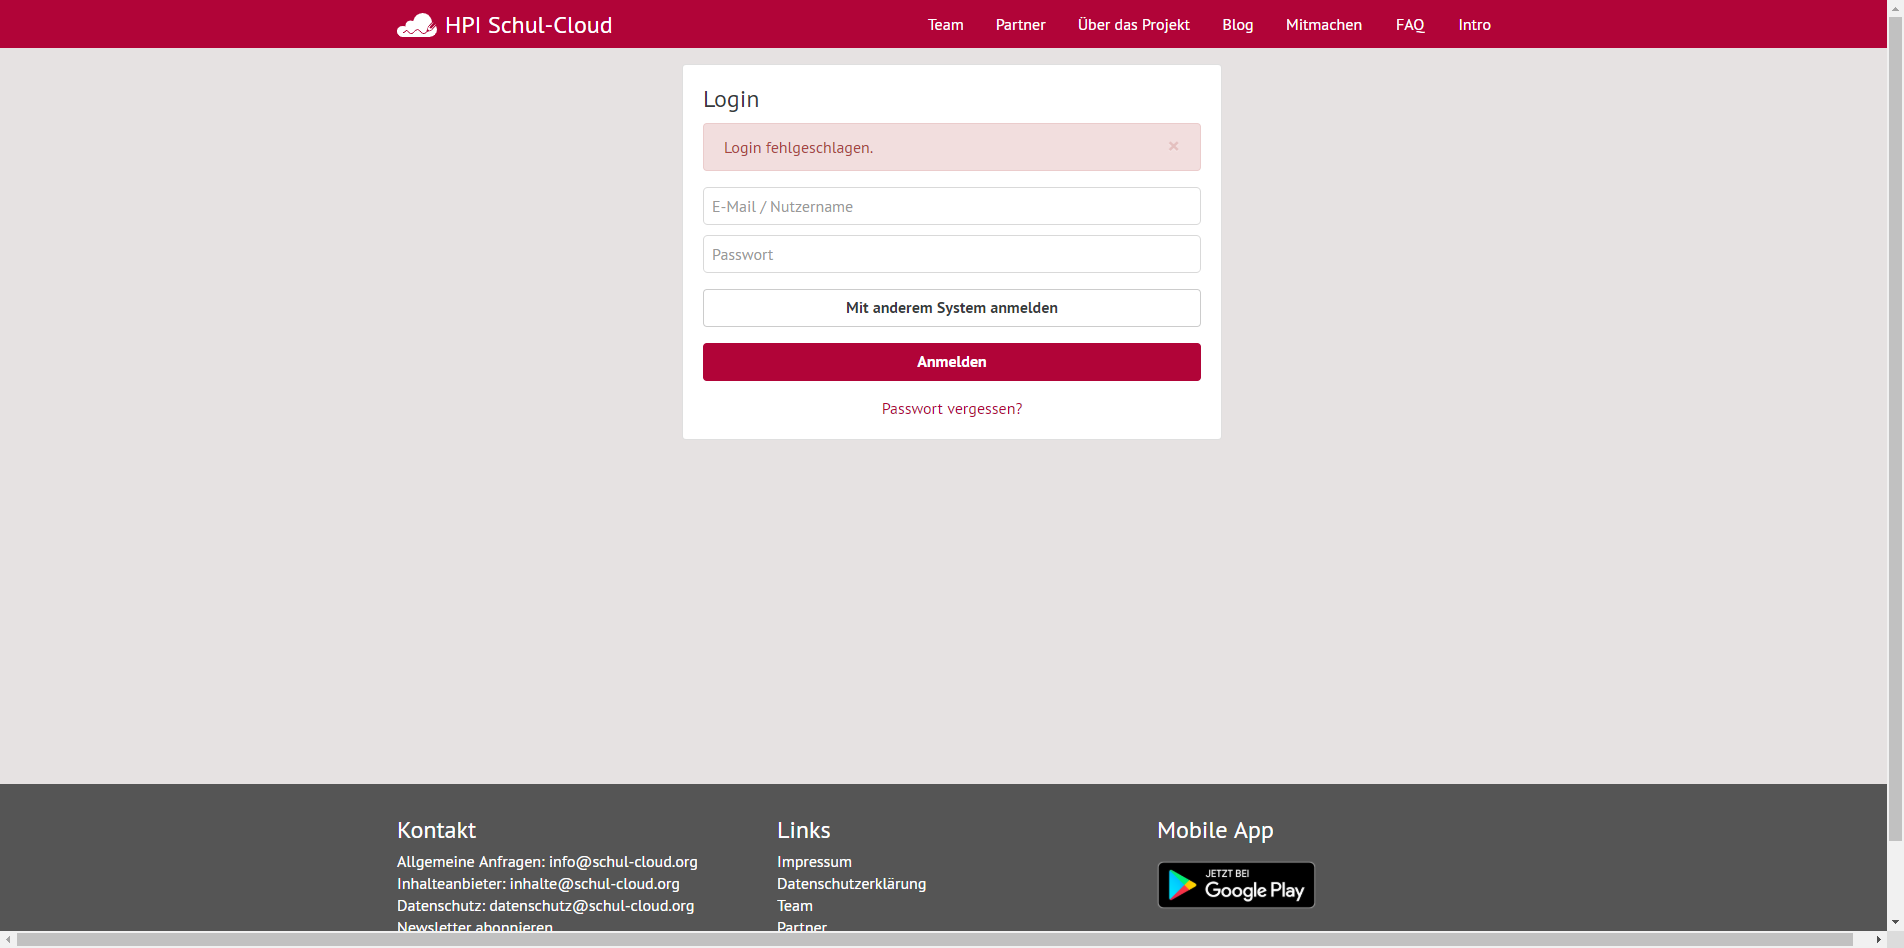 HPI Schul-Cloud
Team Partner Über das Projekt Blog Mitmachen FAQ Intro
Login
Login fehlgeschlagen. ×
E-Mail / Nutzername
Passwort
Mit anderem System anmelden
Anmelden
Passwort vergessen?
Kontakt
Allgemeine Anfragen: info@schul-cloud.org
Inhalteanbieter: inhalte@schul-cloud.org
Datenschutz: datenschutz@schul-cloud.org
Newsletter abonnieren
Links
Impressum
Datenschutzerklärung
Team
Partner
Mobile App
JETZT BEI
Google Play